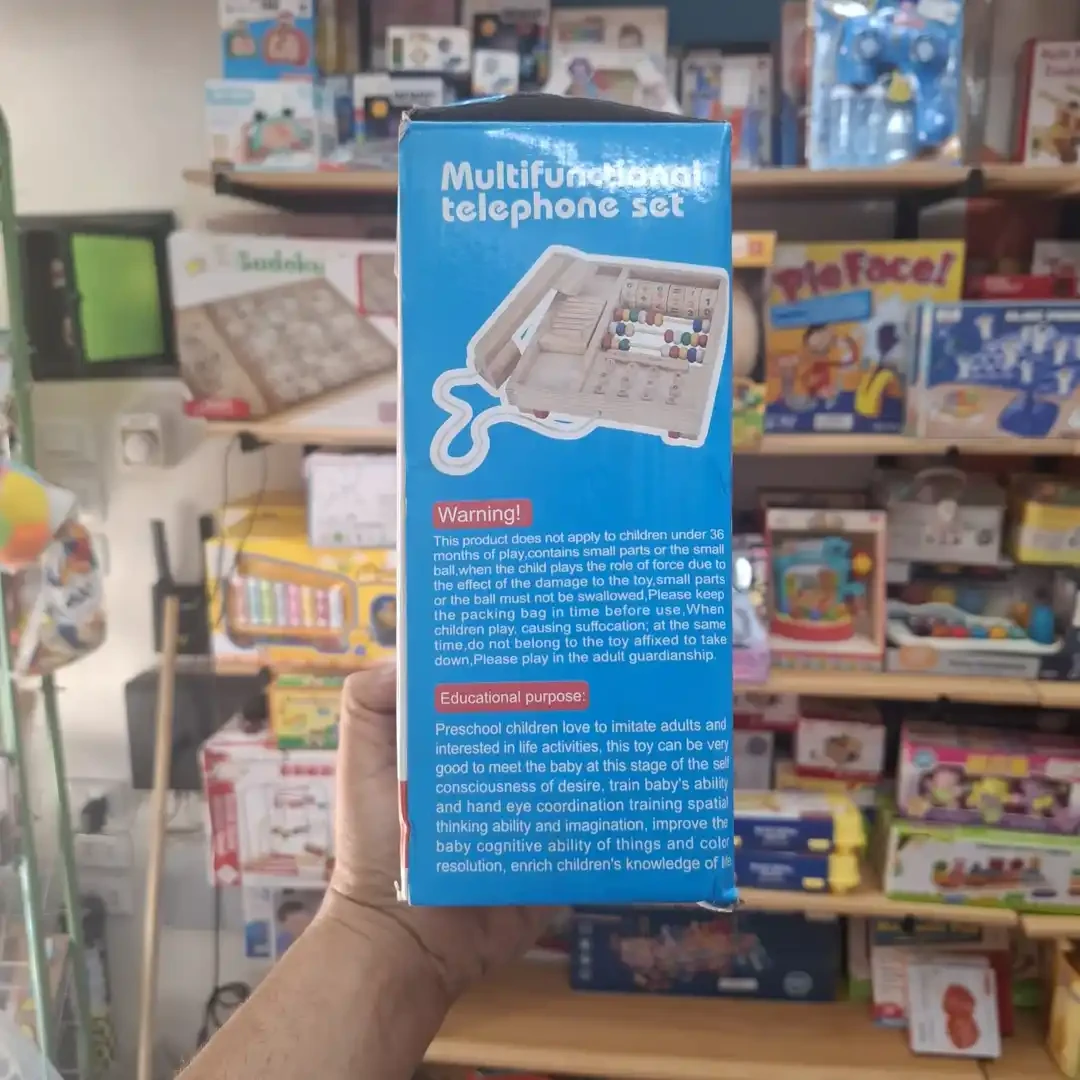 Multifunctional
telephone set
Sudoku
Pie Face!
Warning!
This product does not apply to children under 36
months of play,contains small parts or the small
ball,when the child plays the role of force due to
the effect of the damage to the toy,small parts
or the ball must not be swallowed,Please keep
the packing bag in time before use,When
children play, causing suffocation; at the same
time,do not belong to the toy affixed to take
down,Please play in the adult guardianship.
Educational purpose:
Preschool children love to imitate adults and
interested in life activities, this toy can be very
good to meet the baby at this stage of the self
consciousness of desire, train baby's ability
and hand eye coordination training spatial
thinking ability and imagination, improve the
baby cognitive ability of things and color
resolution, enrich children's knowledge of life